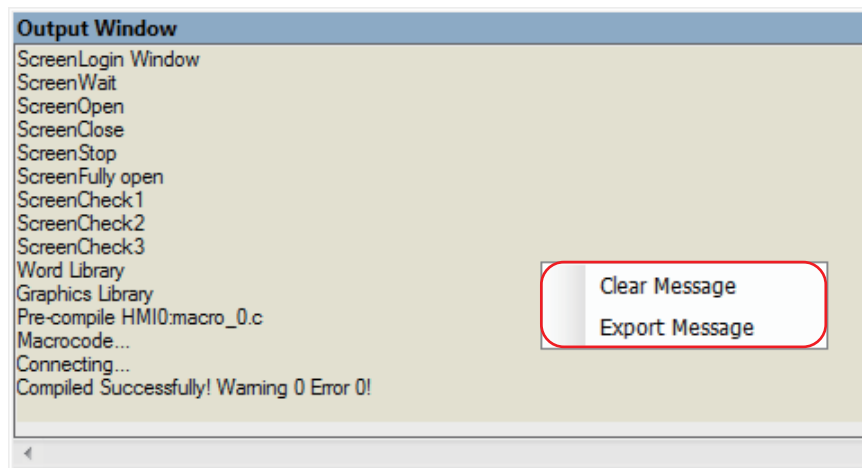 Output Window
ScreenLogin Window
ScreenWait
ScreenOpen
ScreenClose
ScreenStop
ScreenFully open
ScreenCheck1
ScreenCheck2
ScreenCheck3
Word Library
Graphics Library
Pre-compile HMI0:macro_0.c
Macrocode...
Connecting...
Compiled Successfully! Warning 0 Error 0!
Clear Message
Export Message